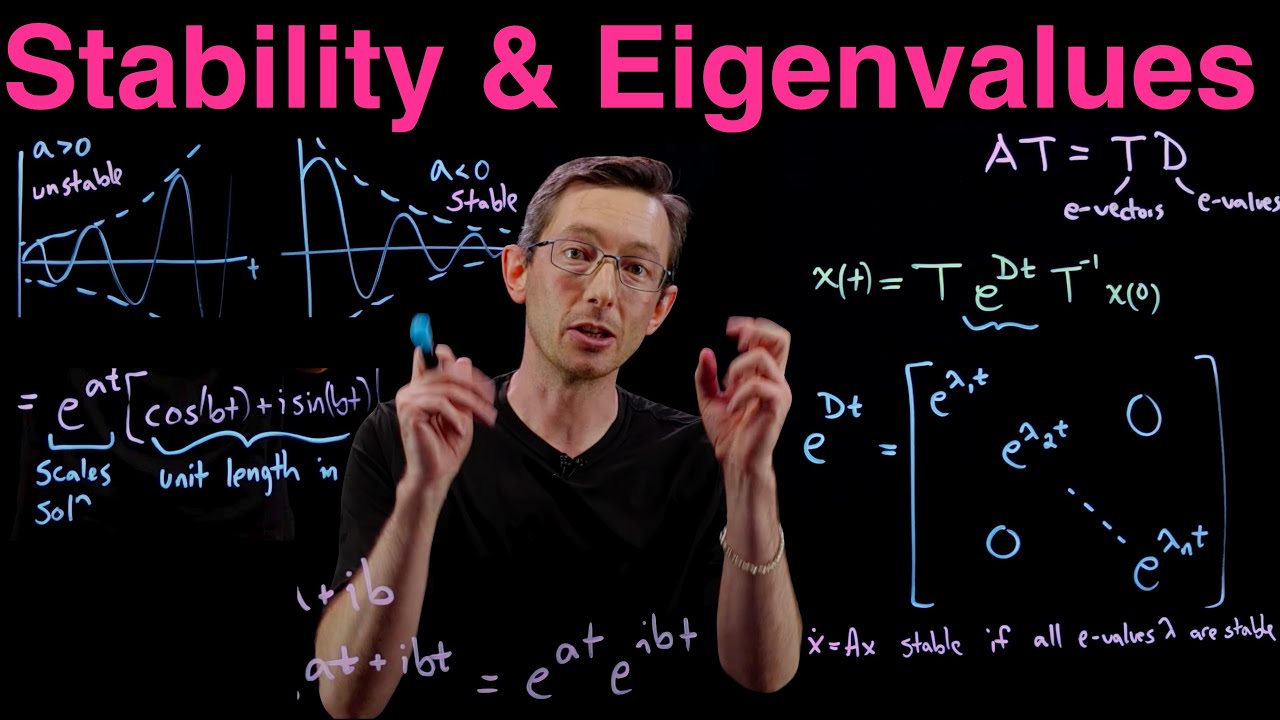 Stability & Eigenvalues
a>0
unstable
t
a<0
Stable
= e^at [cos(bt) + i sin(bt)
Scales
Solⁿ
unit length in
+ ib
at + ibt = e^at e^ibt
AT = TD
e-vectors
e-values
x(t) = T e^Dt T^-1 x(0)
e^Dt =
e^λ₁t
0
e^λ₂t
0
e^λₙt
ẋ=Ax stable if all e-values λ are stable